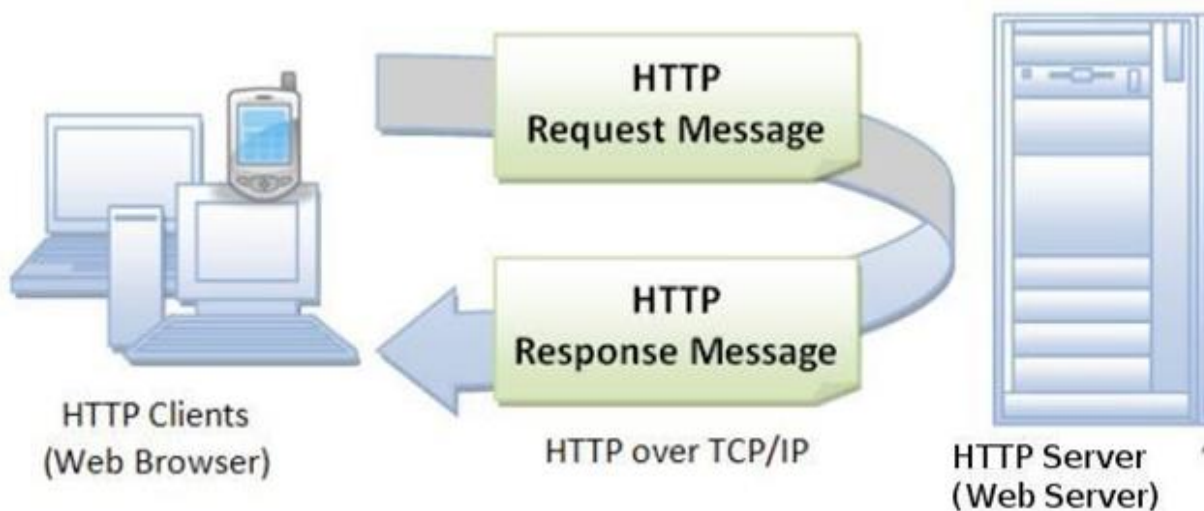 HTTP
Request Message
HTTP
Response Message
HTTP Clients
(Web Browser)
HTTP over TCP/IP
HTTP Server
(Web Server)